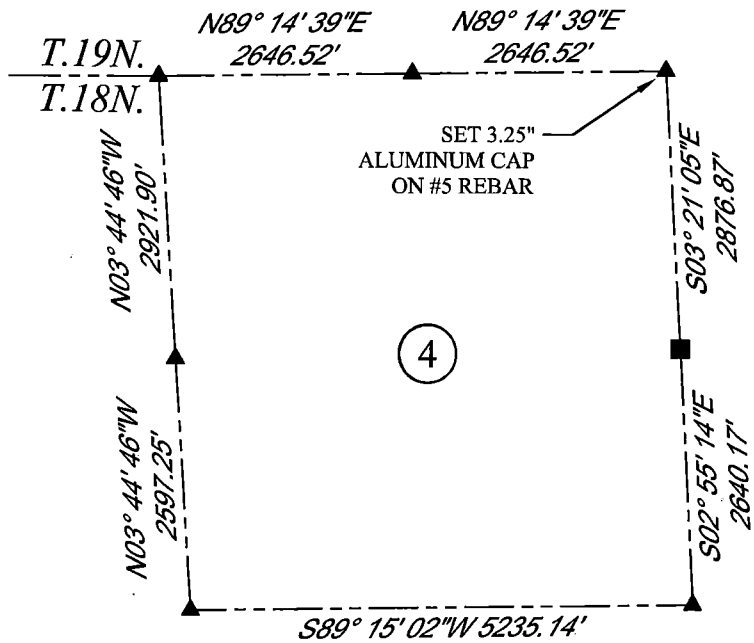 N89° 14' 39"E
2646.52'
N89° 14' 39"E
2646.52'
T.19N.
T.18N.
SET 3.25"
ALUMINUM CAP
ON #5 REBAR
N03° 44' 46"W
2921.90'
S03° 21' 05"E
2876.87'
4
N03° 44' 46"W
2597.25'
S02° 55' 14"E
2640.17'
S89° 15' 02"W 5235.14'